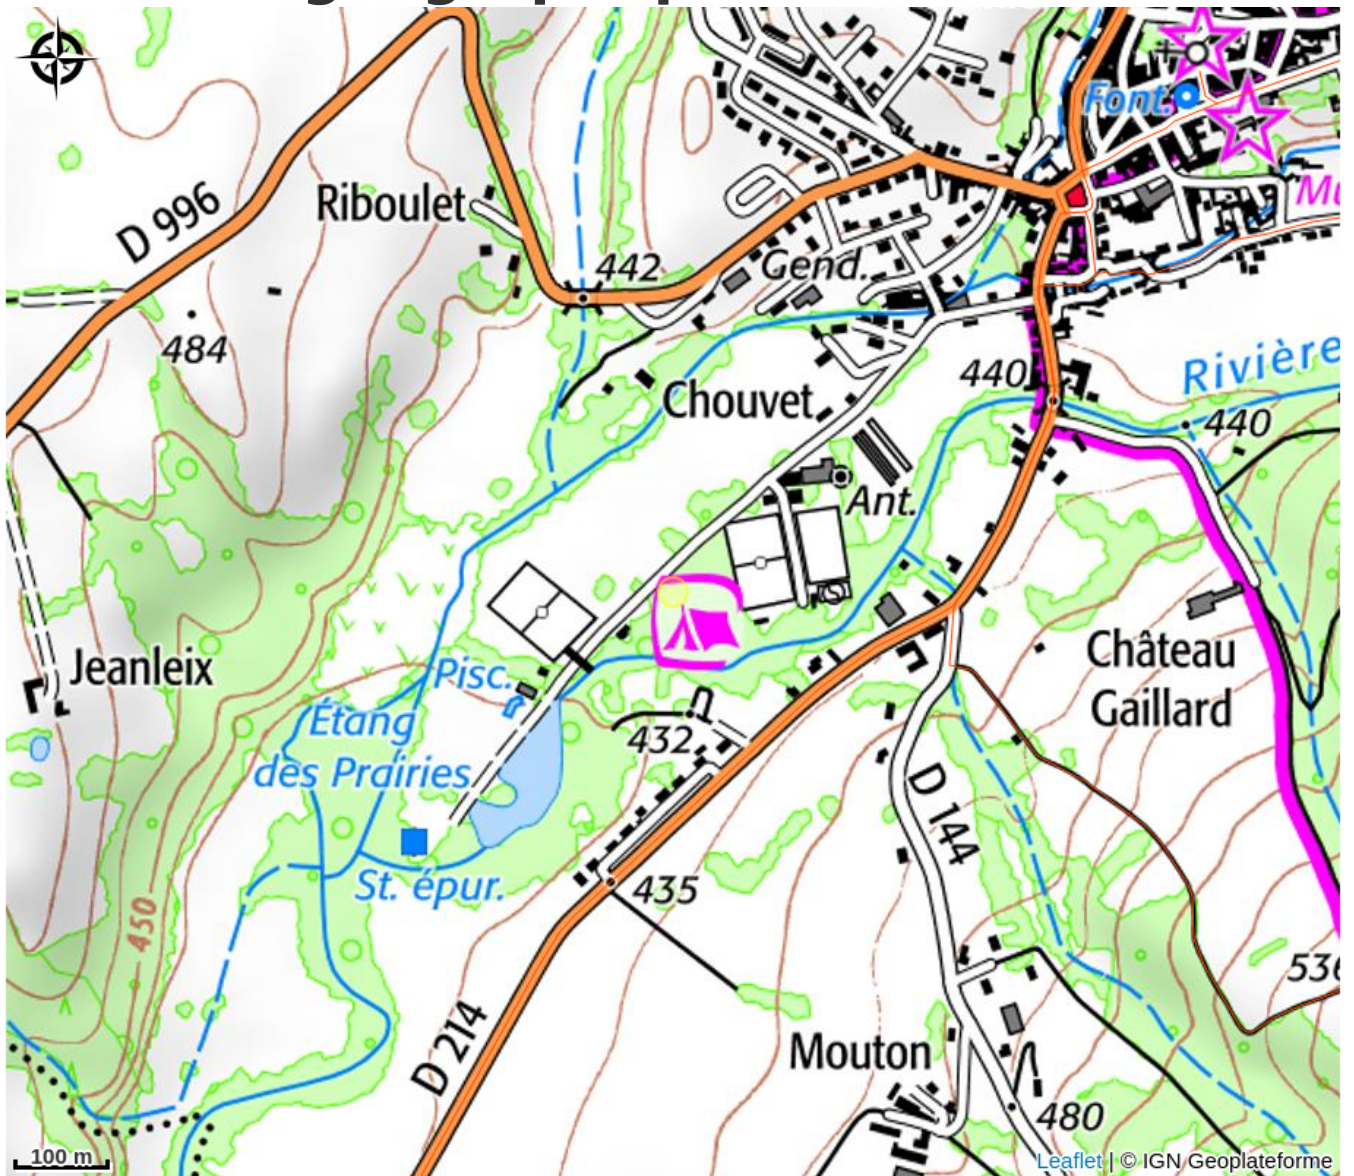 Font.
Riboulet
D 996
442
Gend.
484
Rivière
440
Chouvet
440
Ant.
Château
Gaillard
Jeanleix
Pisc.
Étang
des Prairies
432
D 144
St. épur.
435
450
536
D 214
Mouton
480
100 m
Leaflet | © IGN Geoplateforme